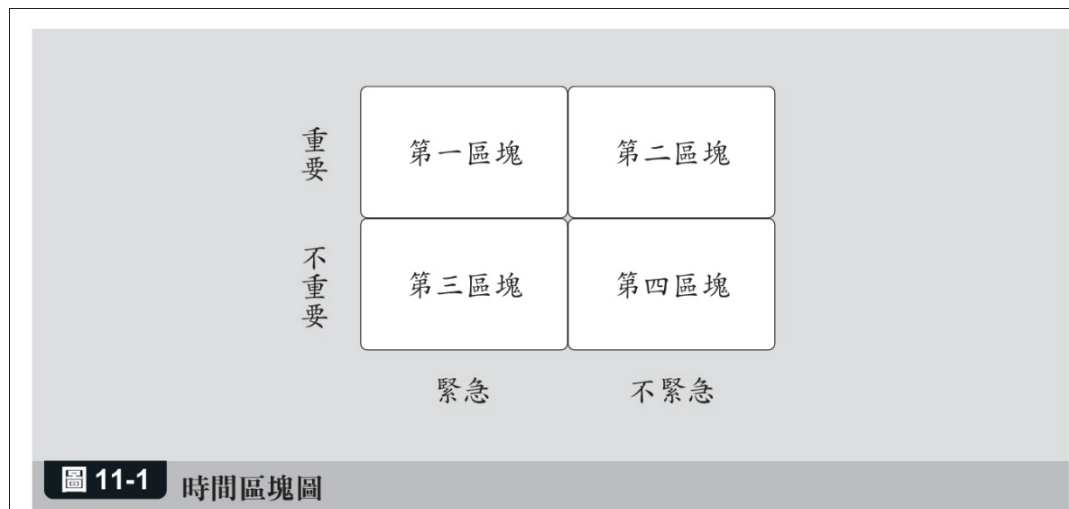 重要
第一區塊
第二區塊
不重要
第三區塊
第四區塊
緊急
不緊急
圖 11-1
時間區塊圖